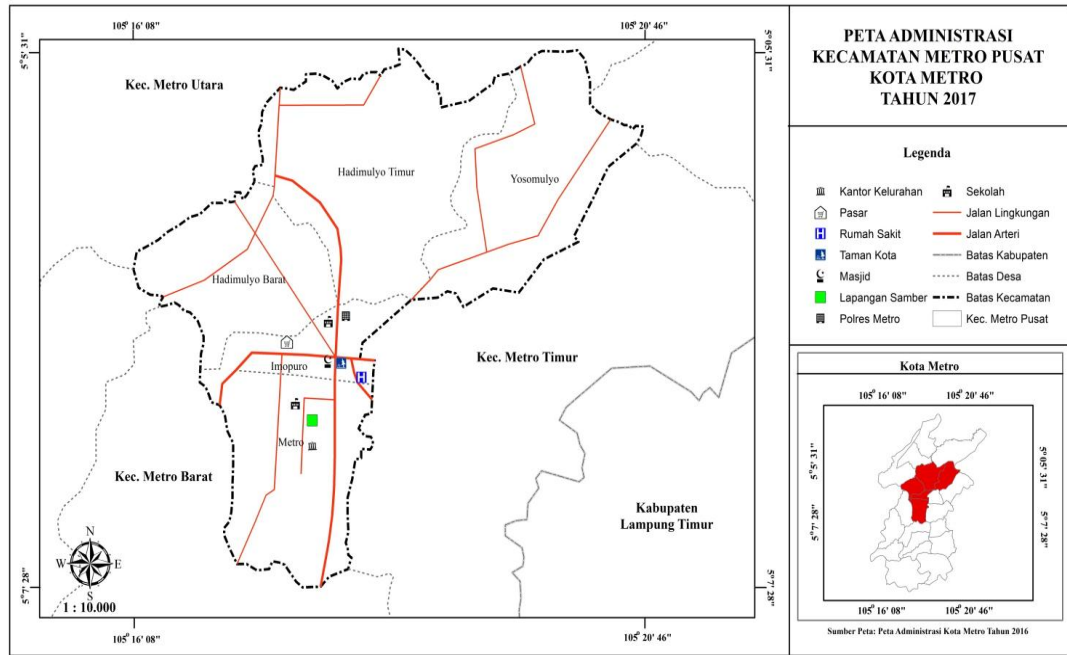 105° 16' 08"
105° 20' 46"
5° 5' 31"
5° 05' 31"
Kec. Metro Utara
Hadimulyo Timur
Yosomulyo
Hadimulyo Barat
Kec. Metro Timur
Imopuro
Metro
Kec. Metro Barat
Kabupaten
Lampung Timur
N
W E
S
1 : 10.000
5° 7' 28"
5° 7' 28"
105° 16' 08"
105° 20' 46"
PETA ADMINISTRASI
KECAMATAN METRO PUSAT
KOTA METRO
TAHUN 2017
Legenda
Kantor Kelurahan
Pasar
H Rumah Sakit
Taman Kota
Masjid
Lapangan Samber
Polres Metro
Sekolah
Jalan Lingkungan
Jalan Arteri
Batas Kabupaten
Batas Desa
Batas Kecamatan
Kec. Metro Pusat
Kota Metro
105° 16' 08"
105° 20' 46"
5° 5' 31"
5° 05' 31"
5° 7' 28"
5° 7' 28"
105° 16' 08"
105° 20' 46"
Sumber Peta: Peta Administrasi Kota Metro Tahun 2016